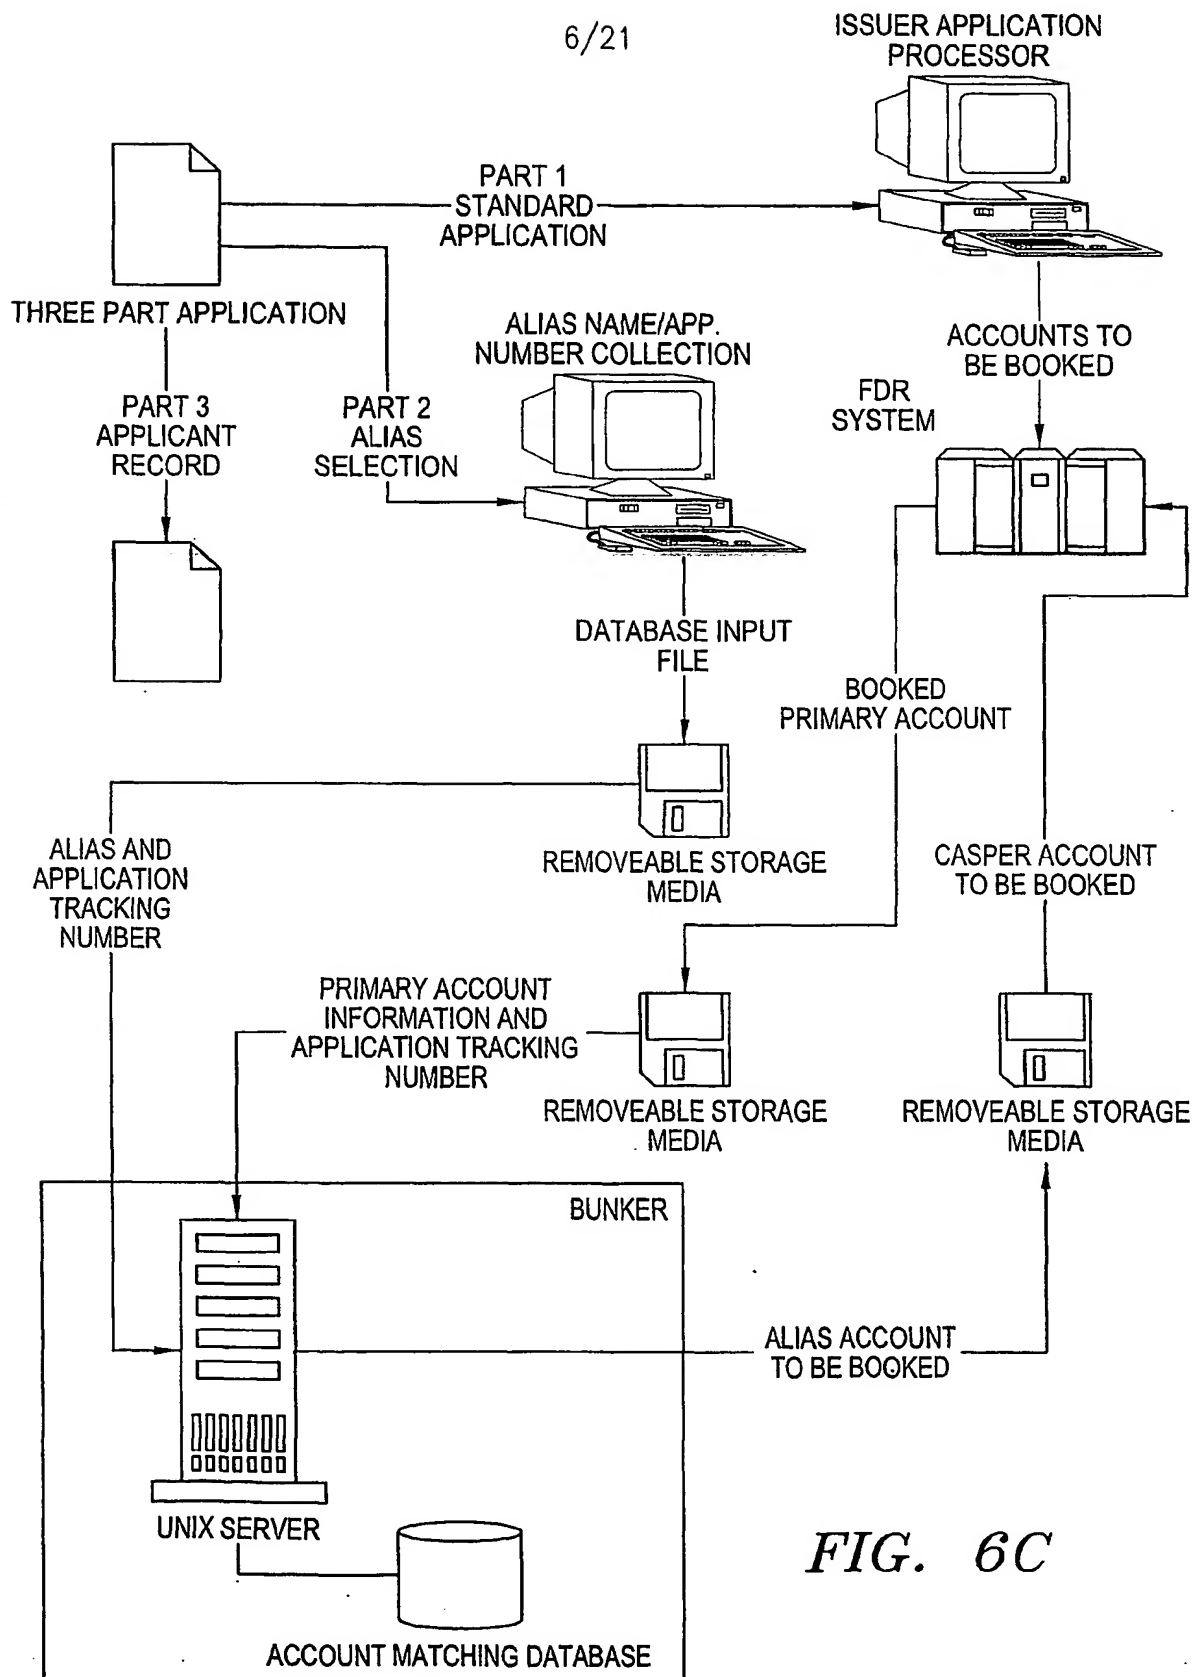 6/21
ISSUER APPLICATION
PROCESSOR
PART 1
STANDARD
APPLICATION
THREE PART APPLICATION
ALIAS NAME/APP.
NUMBER COLLECTION
ACCOUNTS TO
BE BOOKED
FDR
SYSTEM
PART 3
APPLICANT
RECORD
PART 2
ALIAS
SELECTION
DATABASE INPUT
FILE
BOOKED
PRIMARY ACCOUNT
ALIAS AND
APPLICATION
TRACKING
NUMBER
REMOVEABLE STORAGE
MEDIA
CASPER ACCOUNT
TO BE BOOKED
PRIMARY ACCOUNT
INFORMATION AND
APPLICATION TRACKING
NUMBER
REMOVEABLE STORAGE
MEDIA
REMOVEABLE STORAGE
MEDIA
BUNKER
ALIAS ACCOUNT
TO BE BOOKED
UNIX SERVER
ACCOUNT MATCHING DATABASE
FIG. 6C